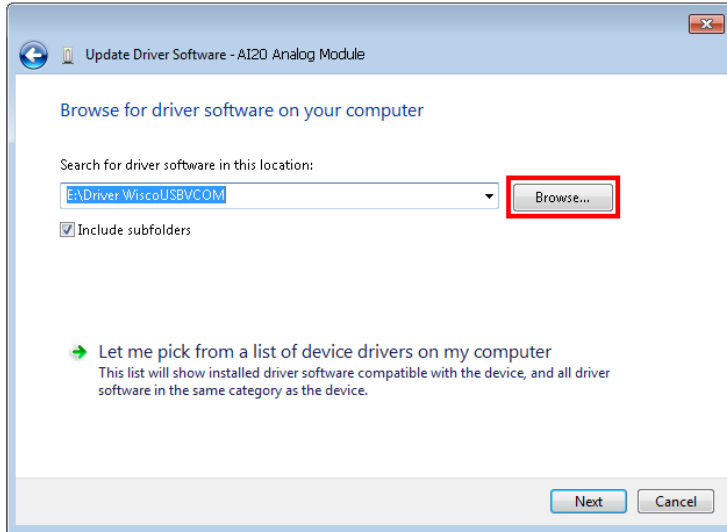 Update Driver Software - AI20 Analog Module
Browse for driver software on your computer
Search for driver software in this location:
E:\Driver WiscoUSBVCOM
Browse...
Include subfolders
Let me pick from a list of device drivers on my computer
This list will show installed driver software compatible with the device, and all driver
software in the same category as the device.
Next
Cancel